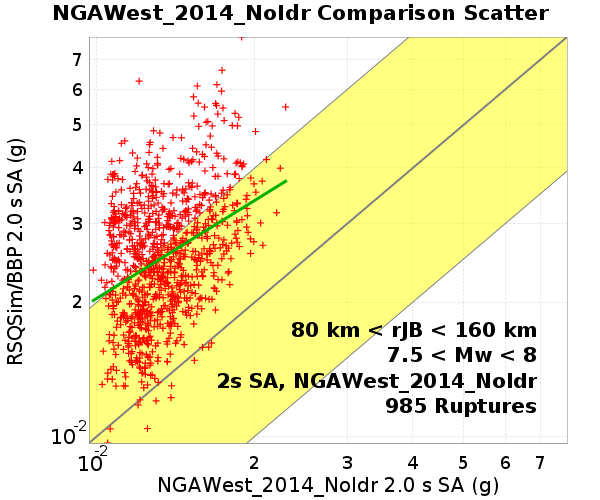 NGAWest_2014_NoIdr Comparison Scatter
RSQSim/BBP 2.0 s SA (g)
7
6
5
4
3
2
10-2
80 km < rJB < 160 km
7.5 < Mw < 8
2s SA, NGAWest_2014_NoIdr
985 Ruptures
10-2 2 3 4 5 6 7
NGAWest_2014_NoIdr 2.0 s SA (g)